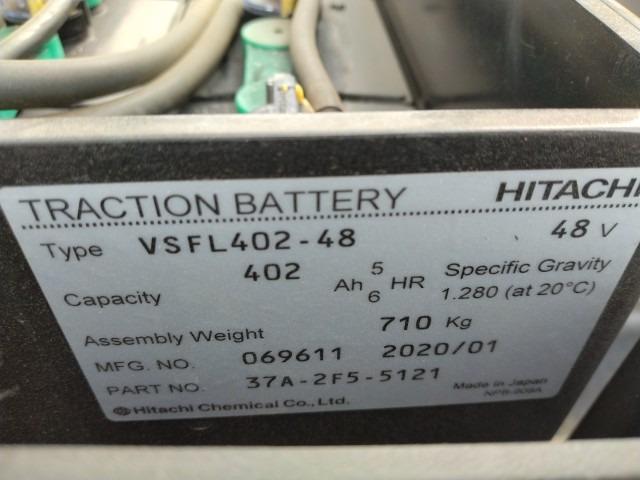 TRACTION BATTERY HITACHI
Type VSFL402-48 48 V
Capacity 402 Ah 5 6 HR Specific Gravity
1.280 (at 20°C)
Assembly Weight 710 Kg
MFG. NO. 069611 2020/01
PART NO. 37A-2F5-5121 Made in Japan
Hitachi Chemical Co., Ltd.